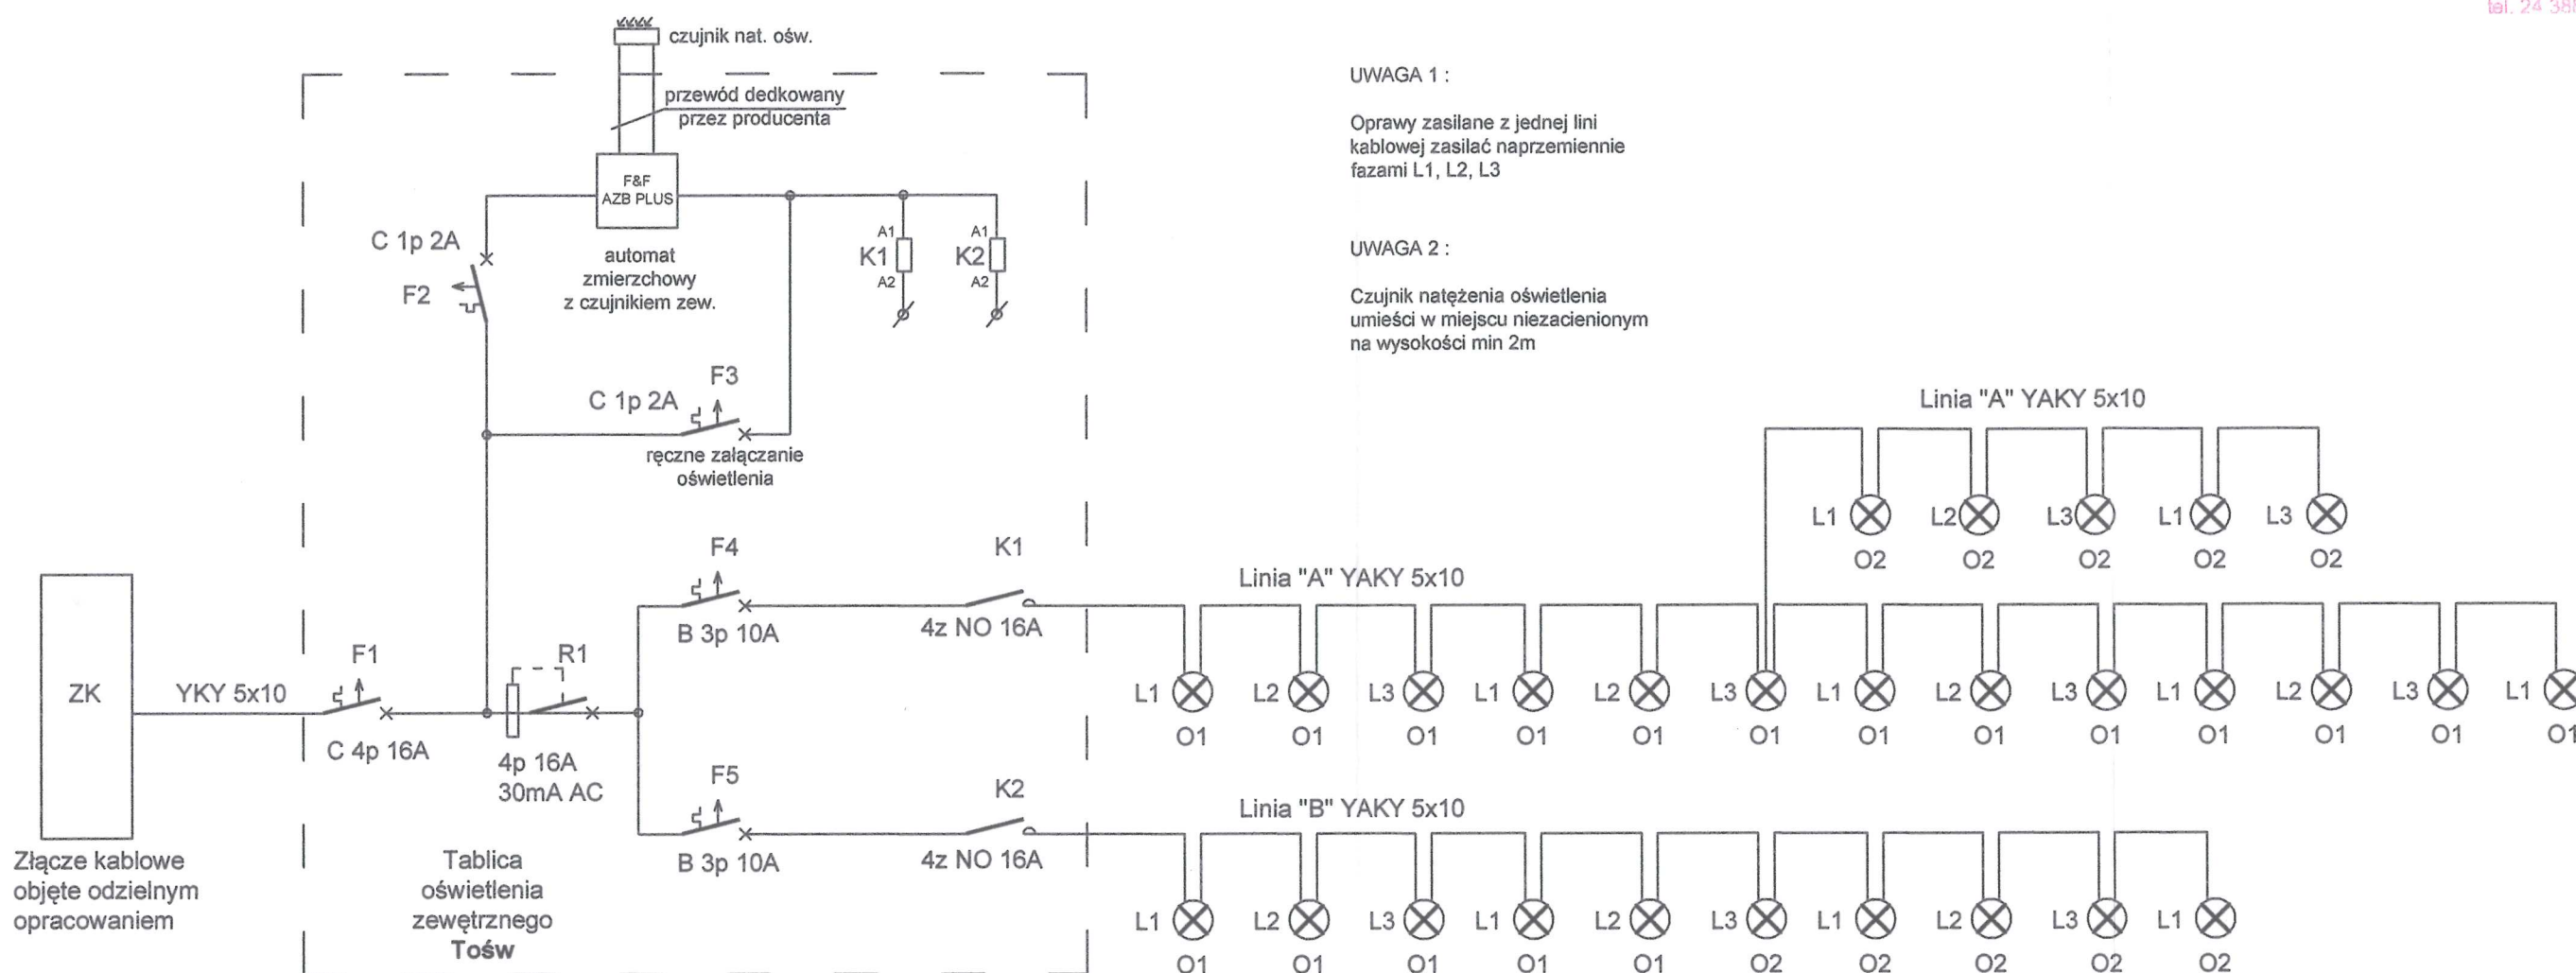 tel. 24 38
czujnik nat. ośw.
przewód dedkowany
przez producenta
F&F
AZB PLUS
automat
zmierzchowy
z czujnikiem zew.
C 1p 2A
F2
A1
K1
A2
A1
K2
A2
F3
C 1p 2A
ręczne załączanie
oświetlenia
UWAGA 1 :
Oprawy zasilane z jednej lini
kablowej zasilać naprzemiennie
fazami L1, L2, L3
UWAGA 2 :
Czujnik natężenia oświetlenia
umieści w miejscu niezacienionym
na wysokości min 2m
Linia "A" YAKY 5x10
L1 L2 L3 L1 L3
O2 O2 O2 O2 O2
F4
B 3p 10A
K1
4z NO 16A
Linia "A" YAKY 5x10
L1 L2 L3 L1 L2 L3 L1 L2 L3 L1 L2 L3 L1
O1 O1 O1 O1 O1 O1 O1 O1 O1 O1 O1 O1 O1
ZK
YKY 5x10
F1
C 4p 16A
R1
4p 16A
30mA AC
F5
B 3p 10A
K2
4z NO 16A
Linia "B" YAKY 5x10
L1 L2 L3 L1 L2 L3 L1 L2 L3 L1
O1 O1 O1 O1 O1 O2 O2 O2 O2 O2
Złącze kablowe
objęte odzielnym
opracowaniem
Tablica
oświetlenia
zewętrznego
Tośw